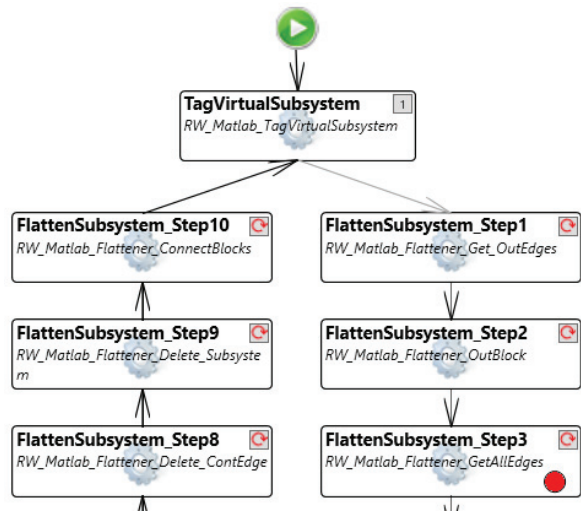 TagVirtualSubsystem 1
RW_Matlab_TagVirtualSubsystem
FlattenSubsystem_Step10
RW_Matlab_Flattener_ConnectBlocks
FlattenSubsystem_Step1
RW_Matlab_Flattener_Get_OutEdges
FlattenSubsystem_Step9
RW_Matlab_Flattener_Delete_Subsyste
m
FlattenSubsystem_Step2
RW_Matlab_Flattener_OutBlock
FlattenSubsystem_Step8
RW_Matlab_Flattener_Delete_ContEdge
FlattenSubsystem_Step3
RW_Matlab_Flattener_GetAllEdges